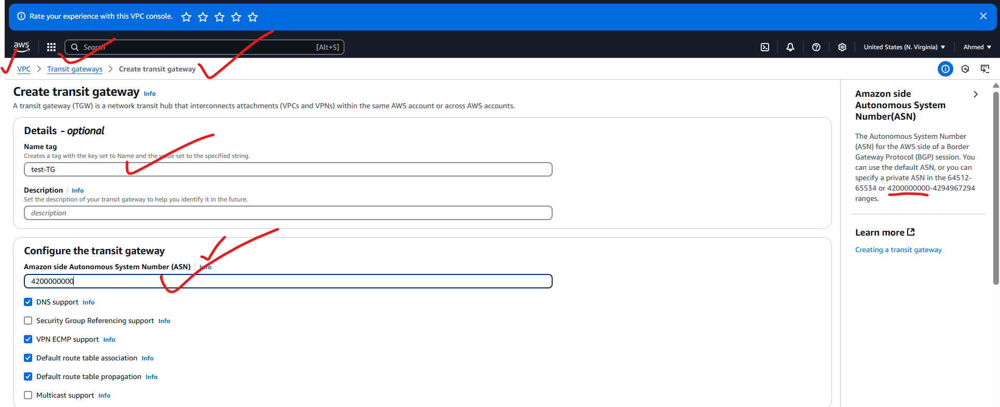 Rate your experience with this VPC console.
aws Search [Alt+S] United States (N. Virginia) Ahmed
VPC > Transit gateways > Create transit gateway
Create transit gateway Info
A transit gateway (TGW) is a network transit hub that interconnects attachments (VPCs and VPNs) within the same AWS account or across AWS accounts.
Details - optional
Name tag
Creates a tag with the key set to Name and the value set to the specified string.
test-TG
Description Info
Set the description of your transit gateway to help you identify it in the future.
description
Configure the transit gateway
Amazon side Autonomous System Number (ASN) Info
4200000000
DNS support Info
Security Group Referencing support Info
VPN ECMP support Info
Default route table association Info
Default route table propagation Info
Multicast support Info
Amazon side
Autonomous System
Number(ASN)
The Autonomous System Number
(ASN) for the AWS side of a Border
Gateway Protocol (BGP) session. You
can use the default ASN, or you can
specify a private ASN in the 64512-
65534 or 4200000000-4294967294
ranges.
Learn more
Creating a transit gateway